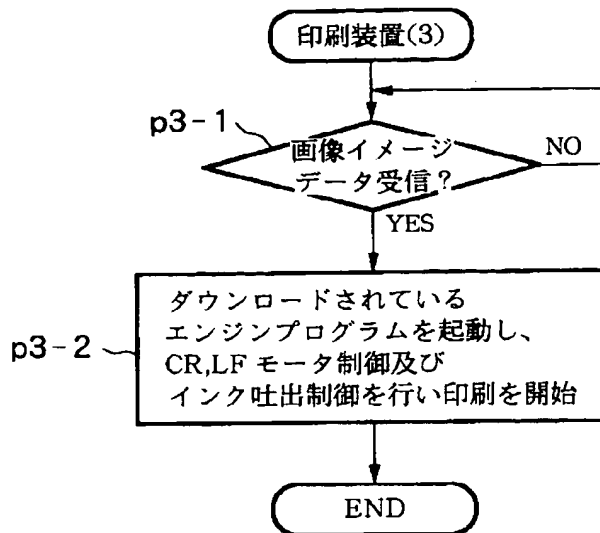 印刷装置(3)
p3-1
画像イメージ
データ受信?
NO
YES
p3-2
ダウンロードされている
エンジンプログラムを起動し、
CR,LF モータ制御及び
インク吐出制御を行い印刷を開始
END